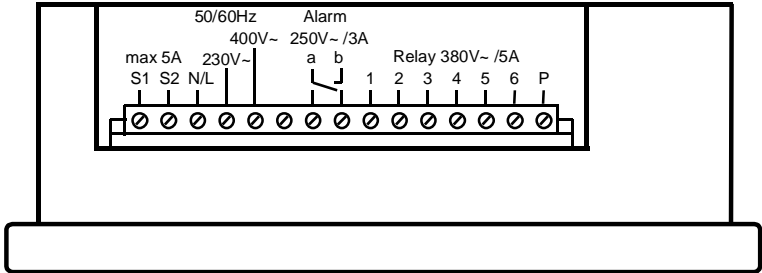 50/60Hz Alarm
400V~ 250V~ /3A
max 5A 230V~ a b Relay 380V~ /5A
S1 S2 N/L 1 2 3 4 5 6 P